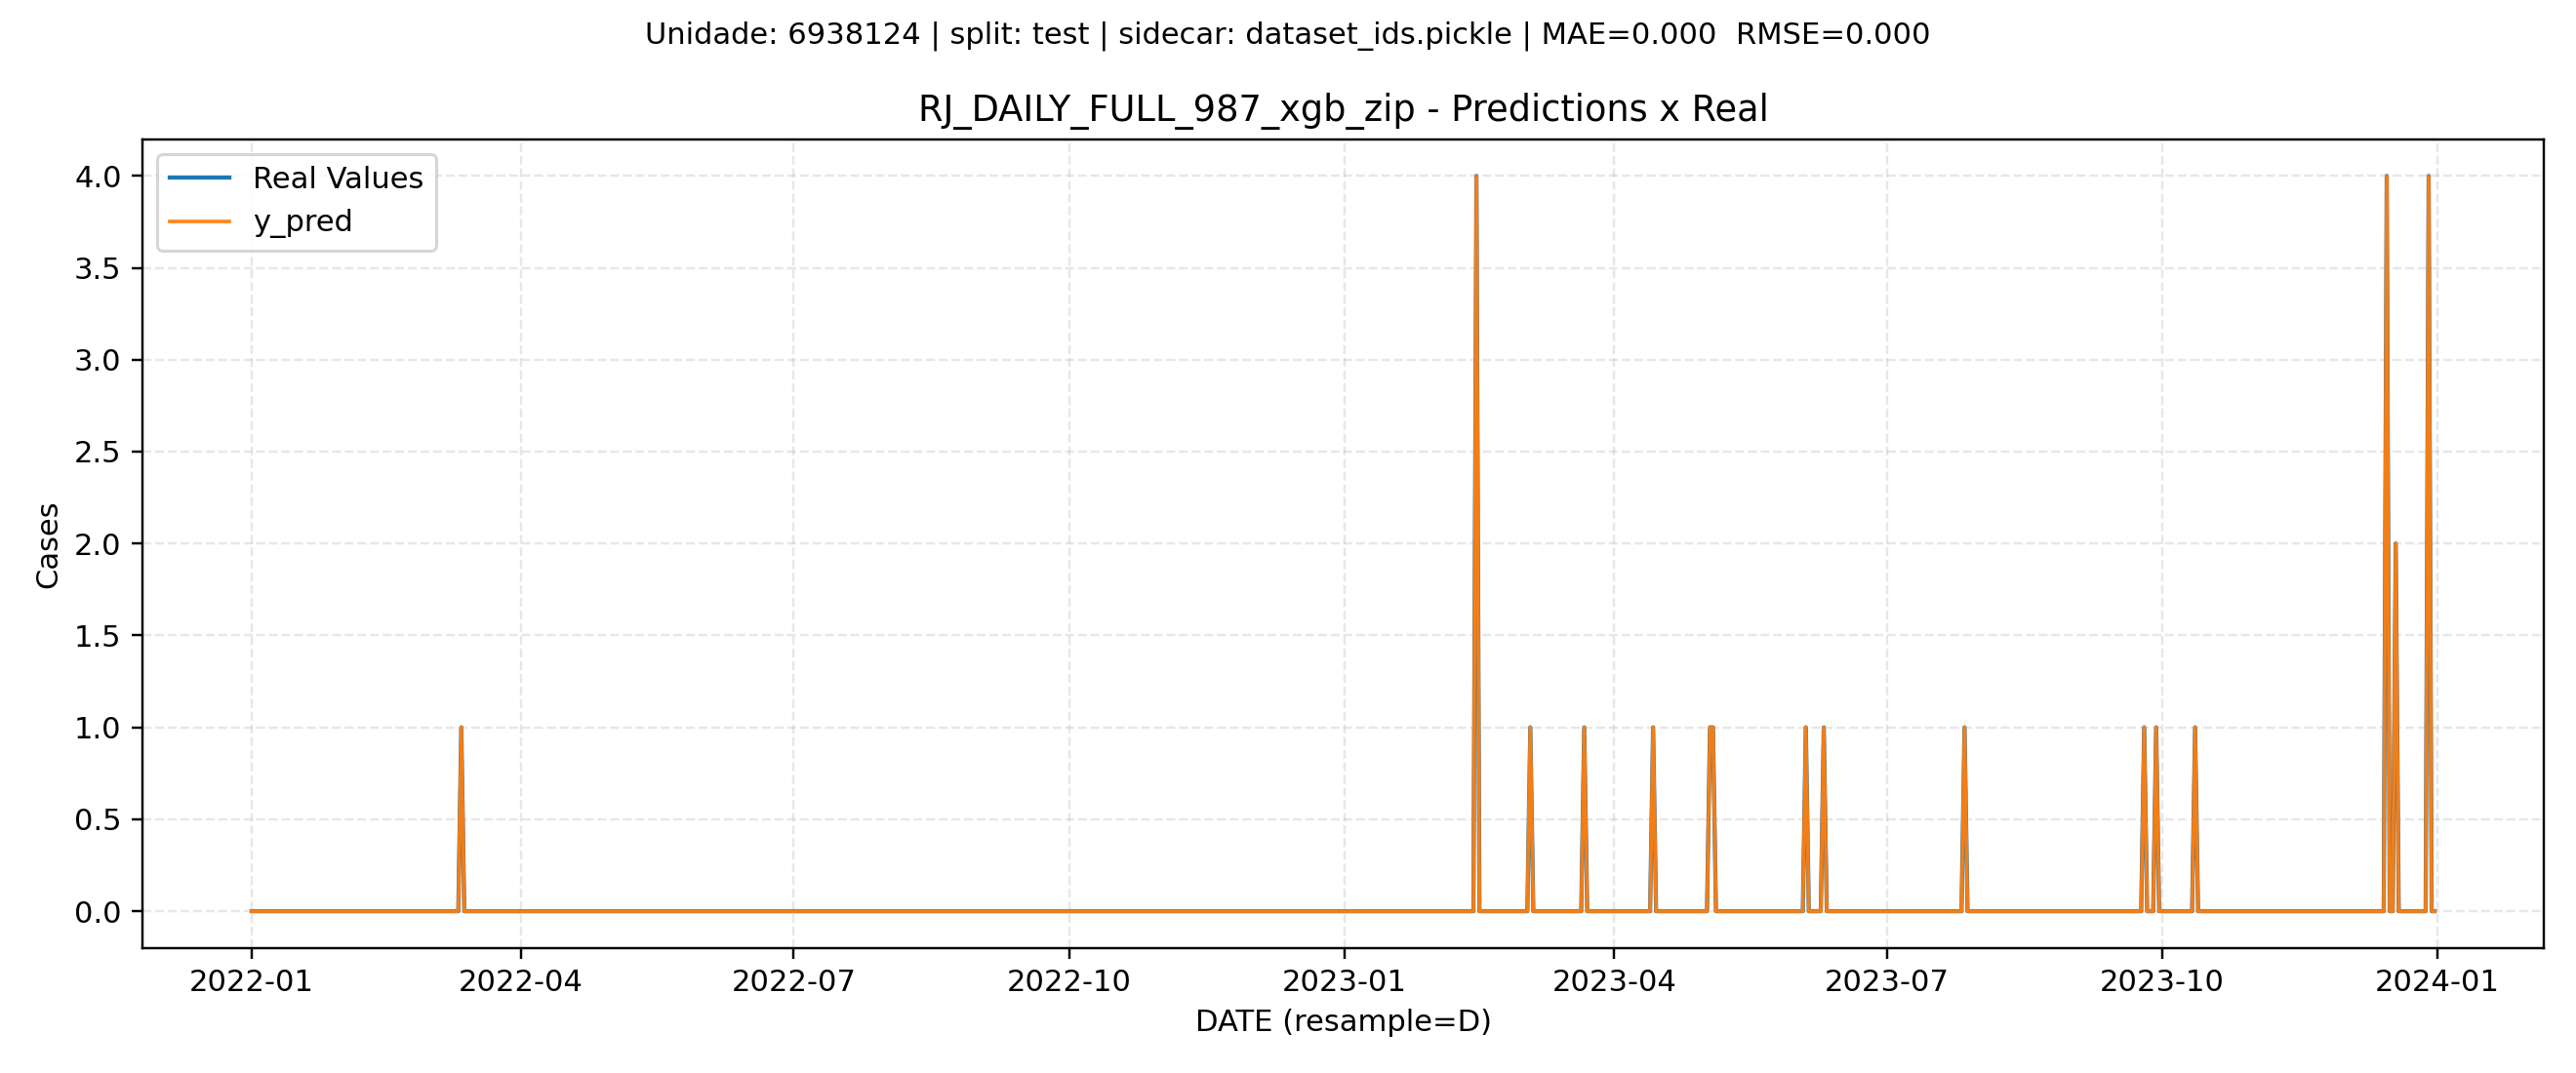 Unidade: 6938124 | split: test | sidecar: dataset_ids.pickle | MAE=0.000  RMSE=0.000
RJ_DAILY_FULL_987_xgb_zip - Predictions x Real
Real Values
y_pred
4.0
3.5
3.0
2.5
2.0
1.5
1.0
0.5
0.0
Cases
2022-01 2022-04 2022-07 2022-10 2023-01 2023-04 2023-07 2023-10 2024-01
DATE (resample=D)